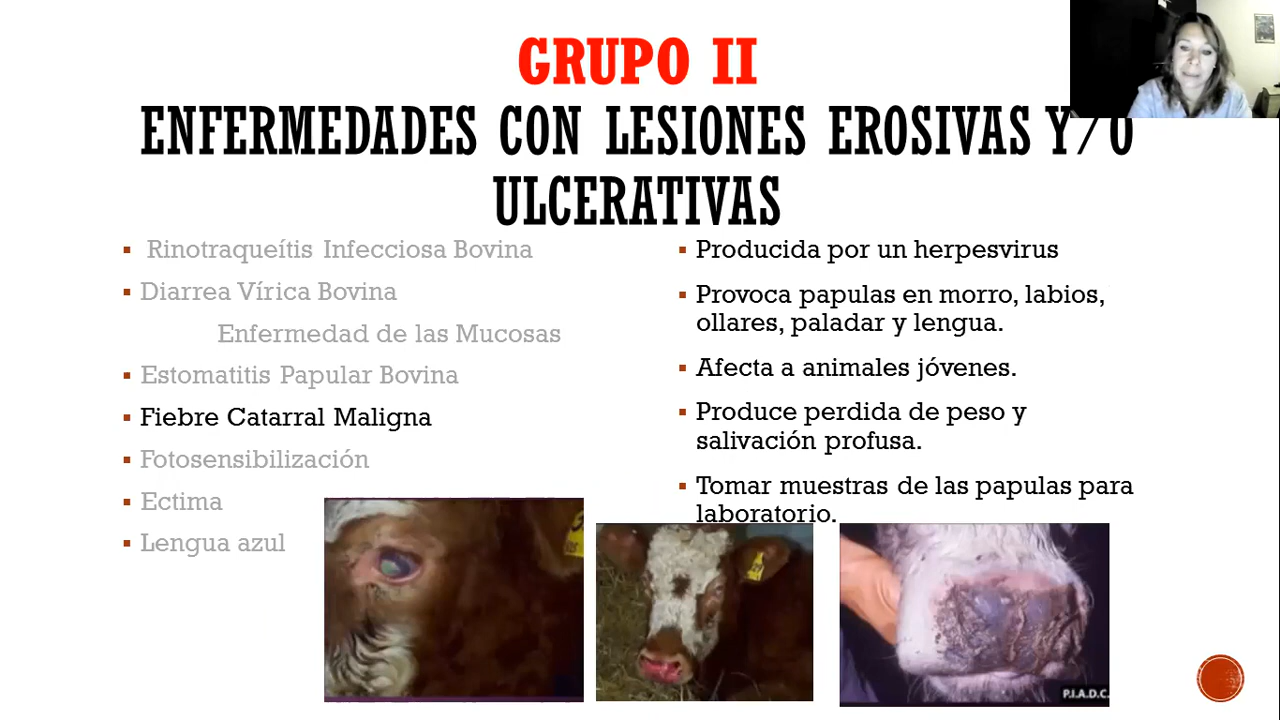 GRUPO II
ENFERMEDADES CON LESIONES EROSIVAS Y/O
ULCERATIVAS
Rinotraqueítis Infecciosa Bovina
Diarrea Vírica Bovina
Enfermedad de las Mucosas
Estomatitis Papular Bovina
Fiebre Catarral Maligna
Fotosensibilización
Ectima
Lengua azul
Producida por un herpesvirus
Provoca papulas en morro, labios,
ollares, paladar y lengua.
Afecta a animales jóvenes.
Produce perdida de peso y
salivación profusa.
Tomar muestras de las papulas para
laboratorio.
P.I.A.D.C.